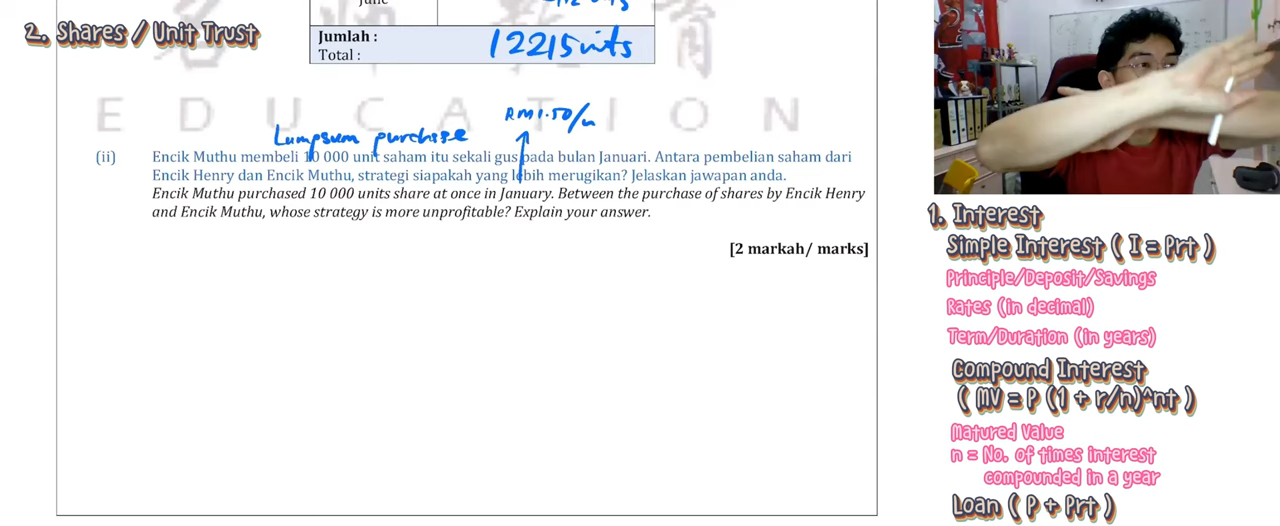 2. Shares / Unit Trust
June
Jumlah :
Total :
12215 units
名 師 教 育
EDUCATION
Lumpsum purchase
RM1.50/u
(ii) Encik Muthu membeli 10 000 unit saham itu sekali gus pada bulan Januari. Antara pembelian saham dari
Encik Henry dan Encik Muthu, strategi siapakah yang lebih merugikan? Jelaskan jawapan anda.
Encik Muthu purchased 10 000 units share at once in January. Between the purchase of shares by Encik Henry
and Encik Muthu, whose strategy is more unprofitable? Explain your answer.
[2 markah/ marks]
1. Interest
Simple Interest ( I = Prt )
Principle/Deposit/Savings
Rates (in decimal)
Term/Duration (in years)
Compound Interest
( MV = P (1 + r/n)^nt )
Matured Value
n = No. of times interest
compounded in a year
Loan ( P + Prt )